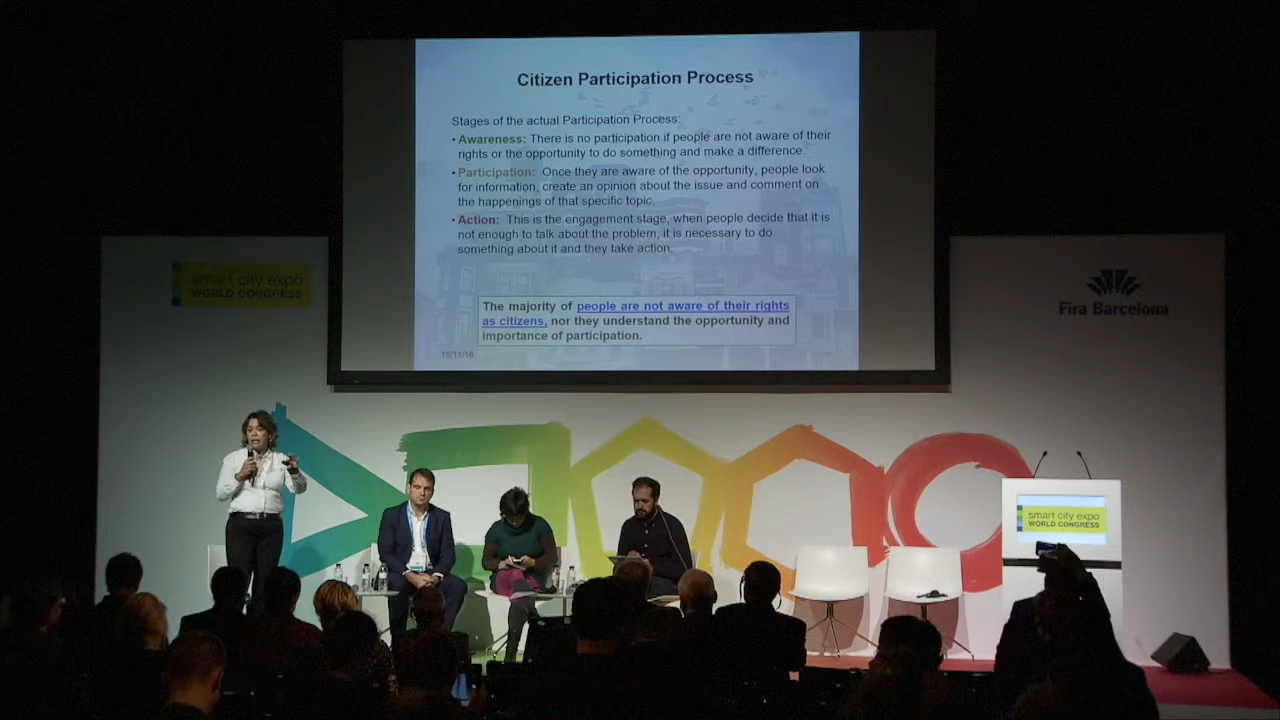 Citizen Participation Process
Stages of the actual Participation Process:
• Awareness: There is no participation if people are not aware of their
rights or the opportunity to do something and make a difference.
• Participation: Once they are aware of the opportunity, people look
for information, create an opinion about the issue and comment on
the happenings of that specific topic.
• Action: This is the engagement stage, when people decide that it is
not enough to talk about the problem, it is necessary to do
something about it and they take action.
The majority of people are not aware of their rights
as citizens, nor they understand the opportunity and
importance of participation.
15/11/16
smart city expo
WORLD CONGRESS
Fira Barcelona
smart city expo
WORLD CONGRESS